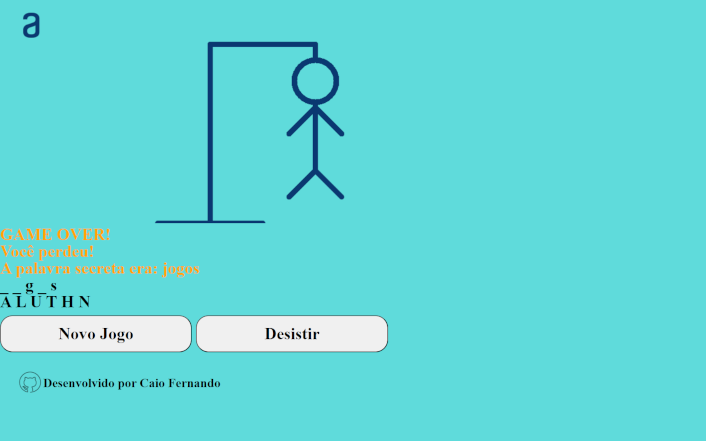 a
GAME OVER!
Você perdeu!
A palavra secreta era: jogos
_ _ g _ s
A L U T H N
Novo Jogo Desistir
Desenvolvido por Caio Fernando